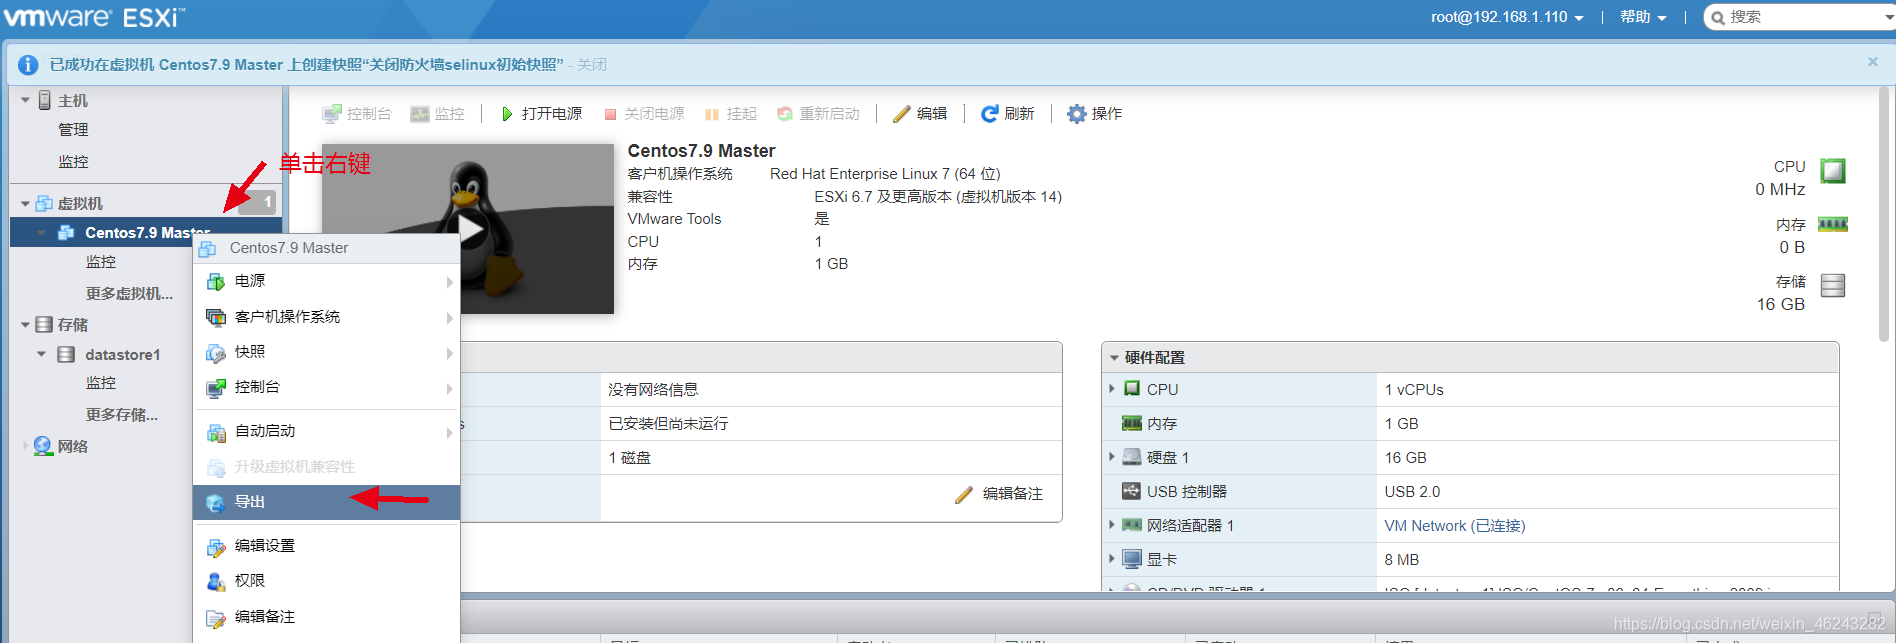 vmware ESXi™
root@192.168.1.110 | 帮助 | 搜索
已成功在虚拟机 Centos7.9 Master 上创建快照“关闭防火墙selinux初始快照” - 关闭
主机
管理
监控
单击右键
虚拟机 1
Centos7.9 Master
监控
更多虚拟机...
存储
datastore1
监控
更多存储...
网络
控制台 监控 打开电源 关闭电源 挂起 重新启动 编辑 刷新 操作
Centos7.9 Master
客户机操作系统 Red Hat Enterprise Linux 7 (64 位)
兼容性 ESXi 6.7 及更高版本 (虚拟机版本 14)
VMware Tools 是
CPU 1
内存 1 GB
CPU
0 MHz
内存
0 B
存储
16 GB
Centos7.9 Master
电源
客户机操作系统
快照
控制台
自动启动
升级虚拟机兼容性
导出
编辑设置
权限
编辑备注
没有网络信息
s 已安装但尚未运行
1 磁盘
编辑备注
硬件配置
CPU 1 vCPUs
内存 1 GB
硬盘 1 16 GB
USB 控制器 USB 2.0
网络适配器 1 VM Network (已连接)
显卡 8 MB
https://blog.csdn.net/weixin_46243282